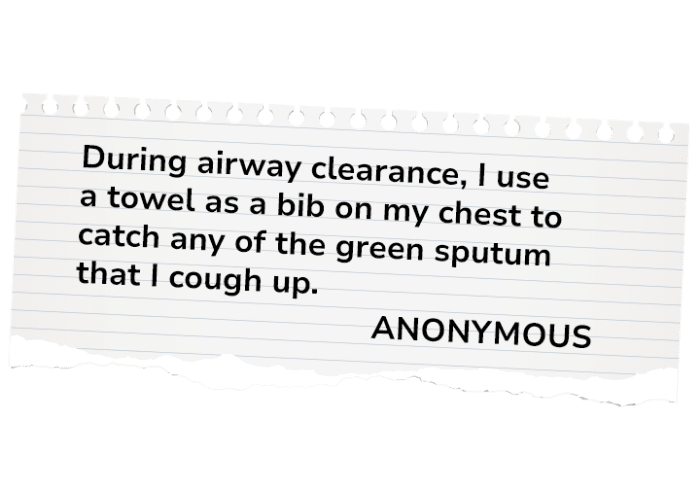 During airway clearance, I use
a towel as a bib on my chest to
catch any of the green sputum
that I cough up.
ANONYMOUS